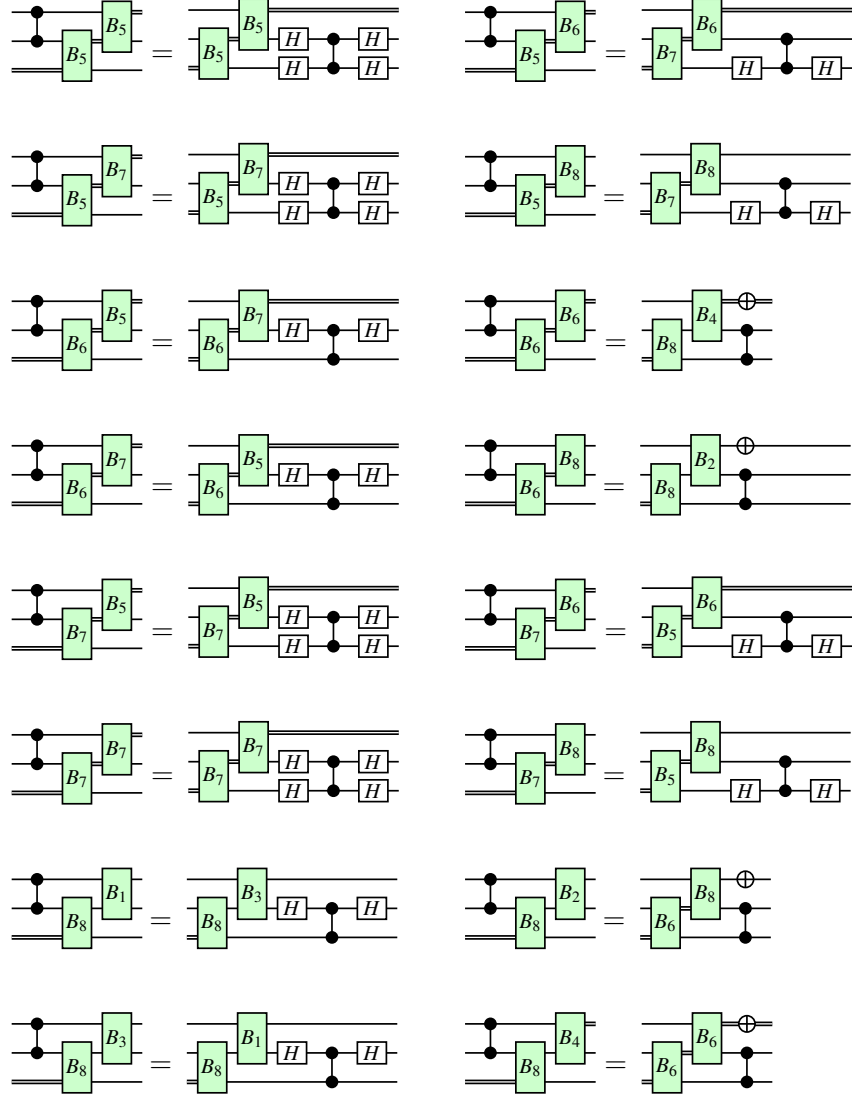 B₅ B₅ = B₅ B₅ H H H H
B₅ B₆ = B₇ B₆ H H
B₅ B₇ = B₅ B₇ H H H H
B₅ B₈ = B₇ B₈ H H
B₆ B₅ = B₆ B₇ H H
B₆ B₆ = B₈ B₄
B₆ B₇ = B₆ B₅ H H
B₆ B₈ = B₈ B₂
B₇ B₅ = B₇ B₅ H H H H
B₇ B₆ = B₅ B₆ H H
B₇ B₇ = B₇ B₇ H H H H
B₇ B₈ = B₅ B₈ H H
B₈ B₁ = B₈ B₃ H H
B₈ B₂ = B₆ B₈
B₈ B₃ = B₈ B₁ H H
B₈ B₄ = B₆ B₆